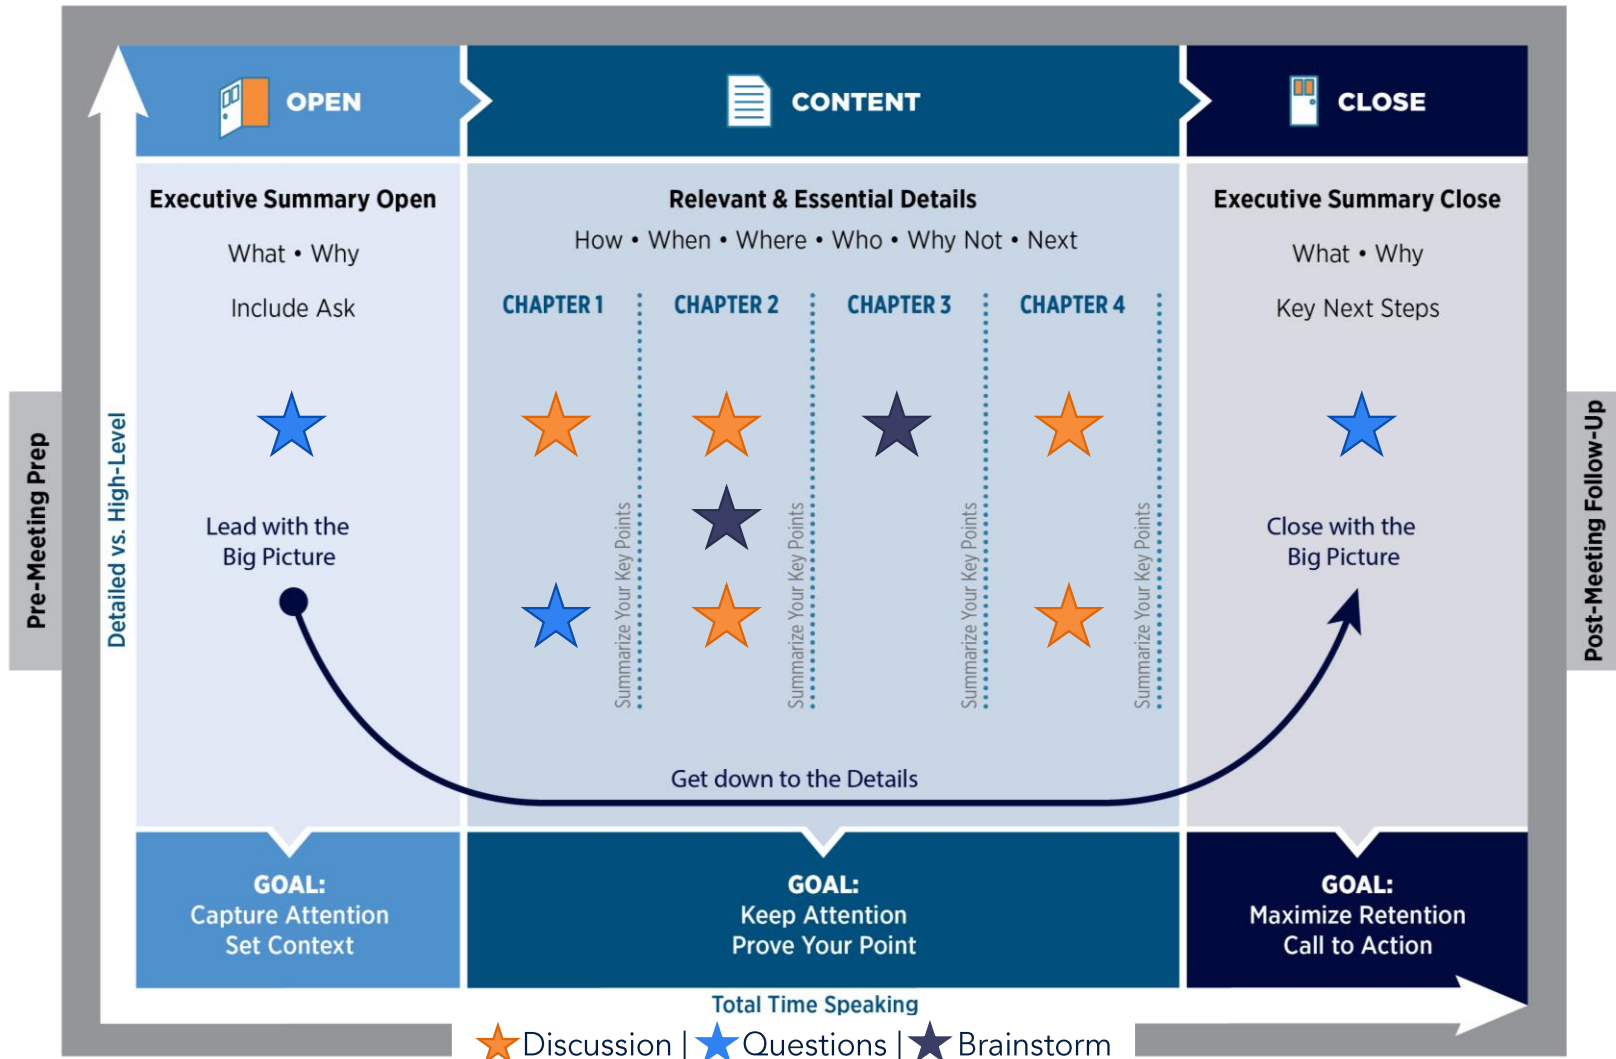 OPEN
CONTENT
CLOSE
Executive Summary Open
What • Why
Include Ask
Relevant & Essential Details
How • When • Where • Who • Why Not • Next
CHAPTER 1
CHAPTER 2
CHAPTER 3
CHAPTER 4
Executive Summary Close
What • Why
Key Next Steps
Pre-Meeting Prep
Detailed vs. High-Level
Lead with the
Big Picture
Summarize Your Key Points
Summarize Your Key Points
Summarize Your Key Points
Summarize Your Key Points
Close with the
Big Picture
Post-Meeting Follow-Up
Get down to the Details
GOAL:
Capture Attention
Set Context
GOAL:
Keep Attention
Prove Your Point
GOAL:
Maximize Retention
Call to Action
Total Time Speaking
Discussion | Questions | Brainstorm